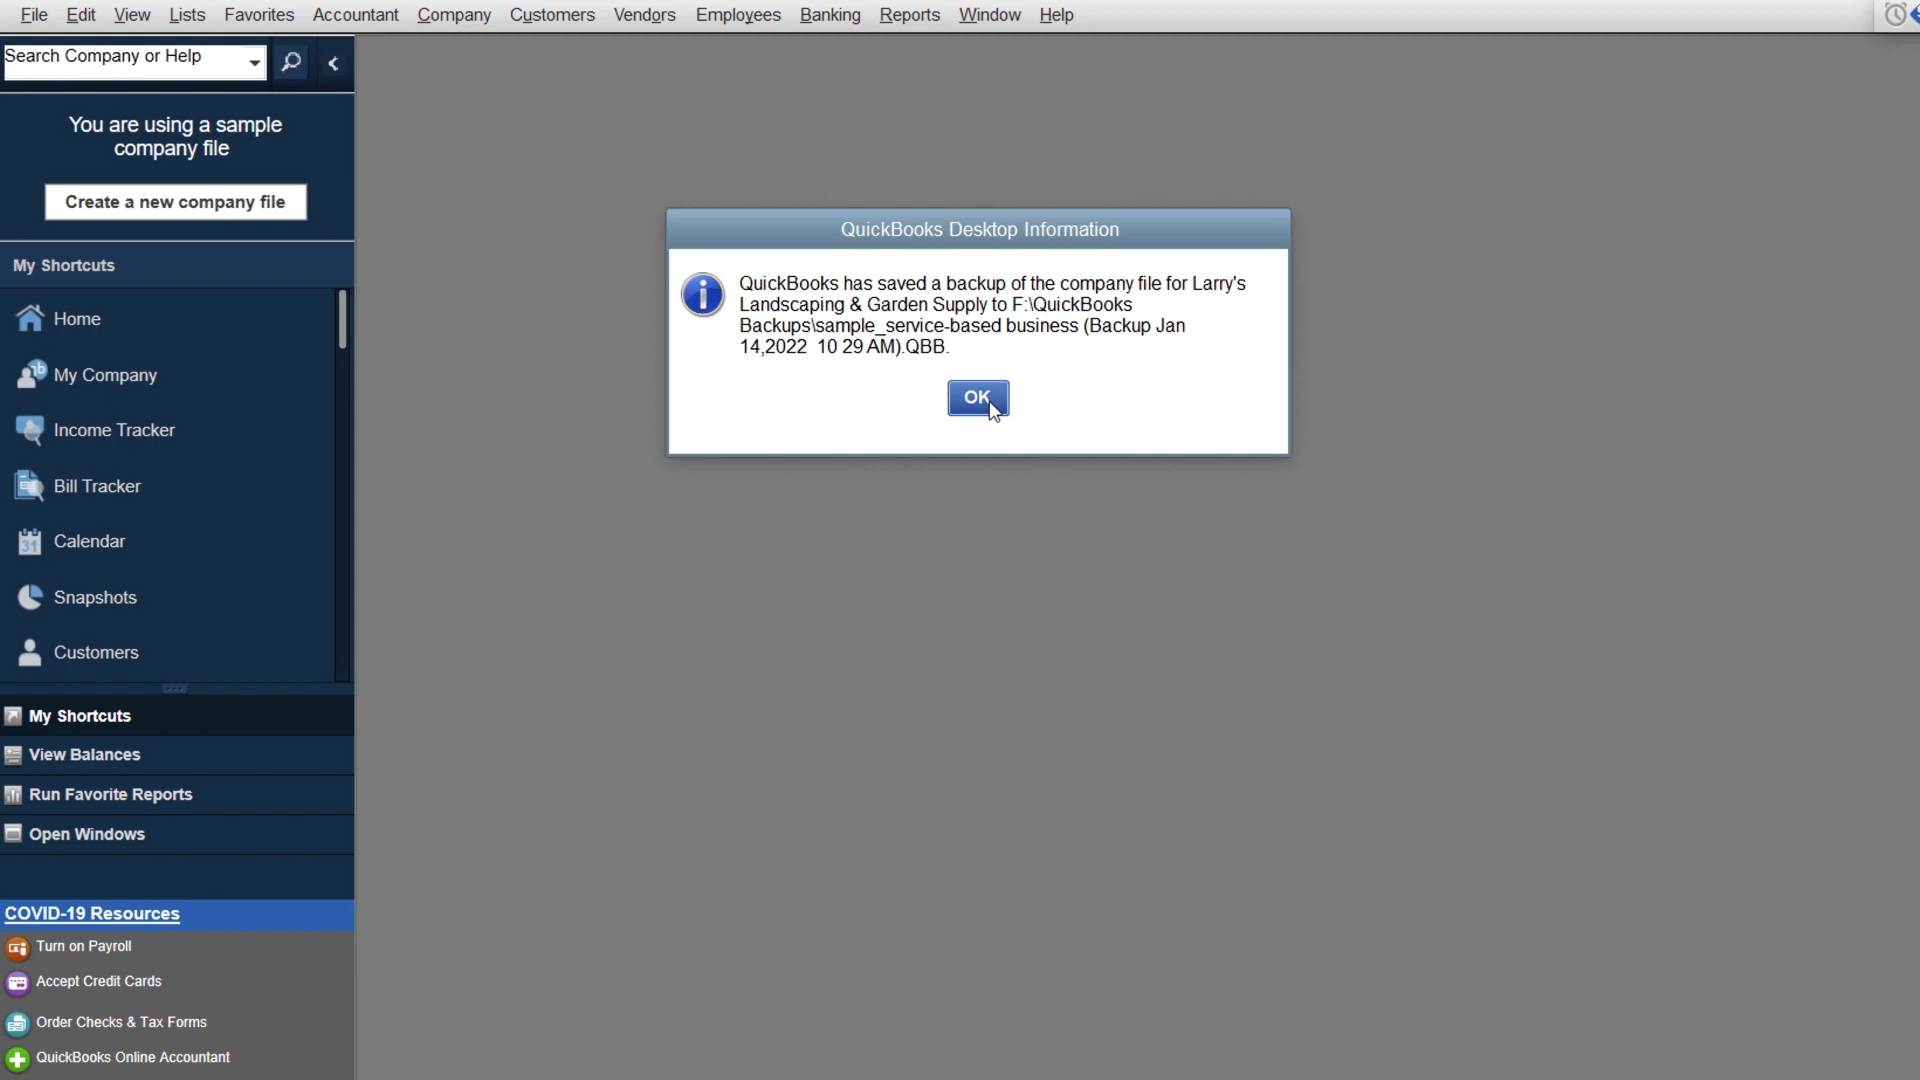 File Edit View Lists Favorites Accountant Company Customers Vendors Employees Banking Reports Window Help
Search Company or Help
You are using a sample
company file
Create a new company file
My Shortcuts
Home
My Company
Income Tracker
Bill Tracker
31
Calendar
Snapshots
Customers
My Shortcuts
View Balances
Run Favorite Reports
Open Windows
COVID-19 Resources
Turn on Payroll
Accept Credit Cards
Order Checks & Tax Forms
QuickBooks Online Accountant
QuickBooks Desktop Information
QuickBooks has saved a backup of the company file for Larry's
Landscaping & Garden Supply to F:\QuickBooks
Backups\sample_service-based business (Backup Jan
14,2022  10 29 AM).QBB.
OK